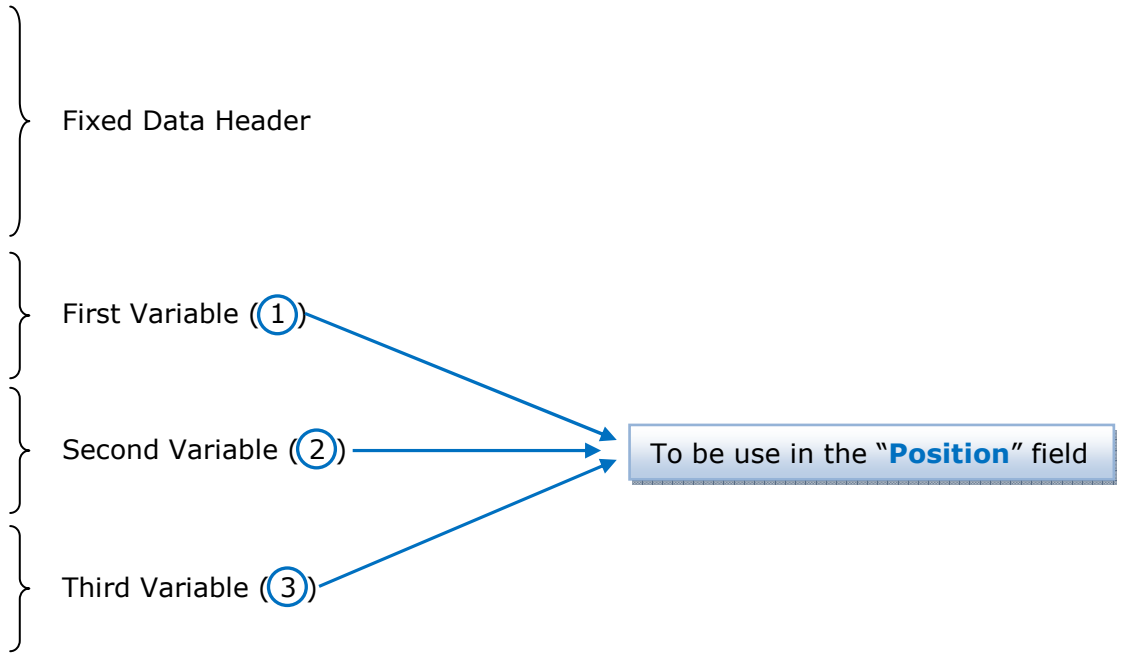 Fixed Data Header
First Variable (1)
Second Variable (2)
To be use in the “Position” field
Third Variable (3)